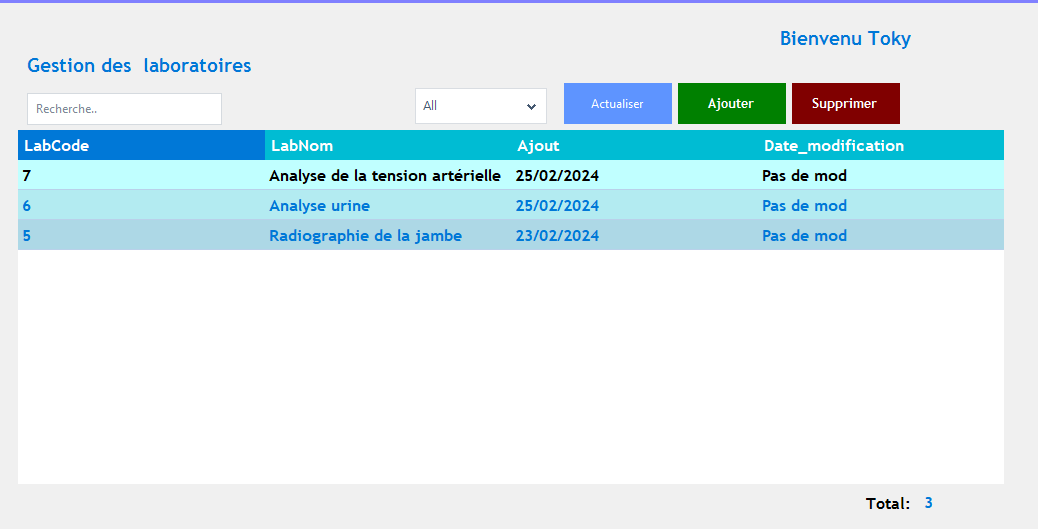 Bienvenu Toky
Gestion des laboratoires
Recherche..
All
Actualiser
Ajouter
Supprimer
LabCode LabNom Ajout Date_modification
7 Analyse de la tension artérielle 25/02/2024 Pas de mod
6 Analyse urine 25/02/2024 Pas de mod
5 Radiographie de la jambe 23/02/2024 Pas de mod
Total: 3